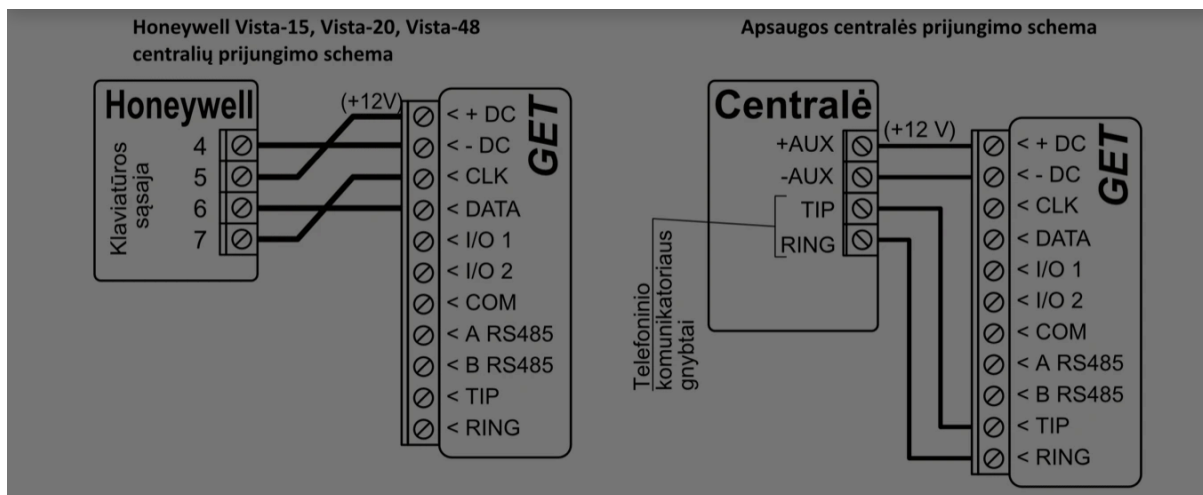 Honeywell Vista-15, Vista-20, Vista-48
centralių prijungimo schema
Honeywell
Klaviatūros
sąsaja
4
5
6
7
(+12V)
GET
< + DC
< - DC
< CLK
< DATA
< I/O 1
< I/O 2
< COM
< A RS485
< B RS485
< TIP
< RING
Apsaugos centralės prijungimo schema
Centralė
+AUX
-AUX
TIP
RING
Telefoninio
komunikatoriaus
gnybtai
(+12 V)
GET
< + DC
< - DC
< CLK
< DATA
< I/O 1
< I/O 2
< COM
< A RS485
< B RS485
< TIP
< RING